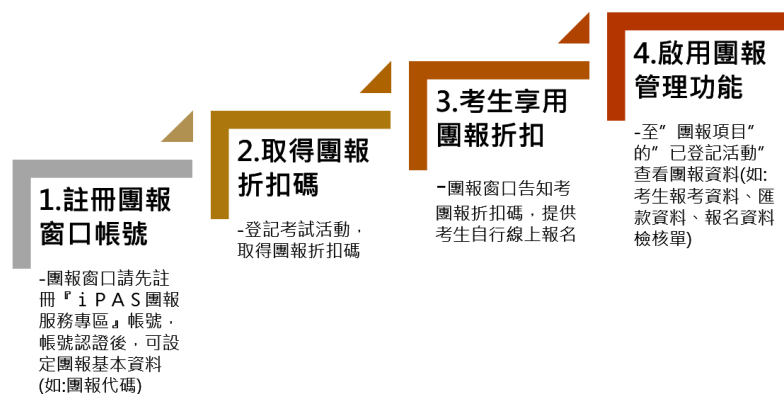 1.註冊團報
窗口帳號
-團報窗口請先註
冊『ｉＰＡＳ團報
服務專區』帳號，
帳號認證後，可設
定團報基本資料
(如:團報代碼)
2.取得團報
折扣碼
-登記考試活動，
取得團報折扣碼
3.考生享用
團報折扣
-團報窗口告知考
團報折扣碼，提供
考生自行線上報名
4.啟用團報
管理功能
-至”團報項目”
的”已登記活動”
查看團報資料(如:
考生報考資料、匯
款資料、報名資料
檢核單)